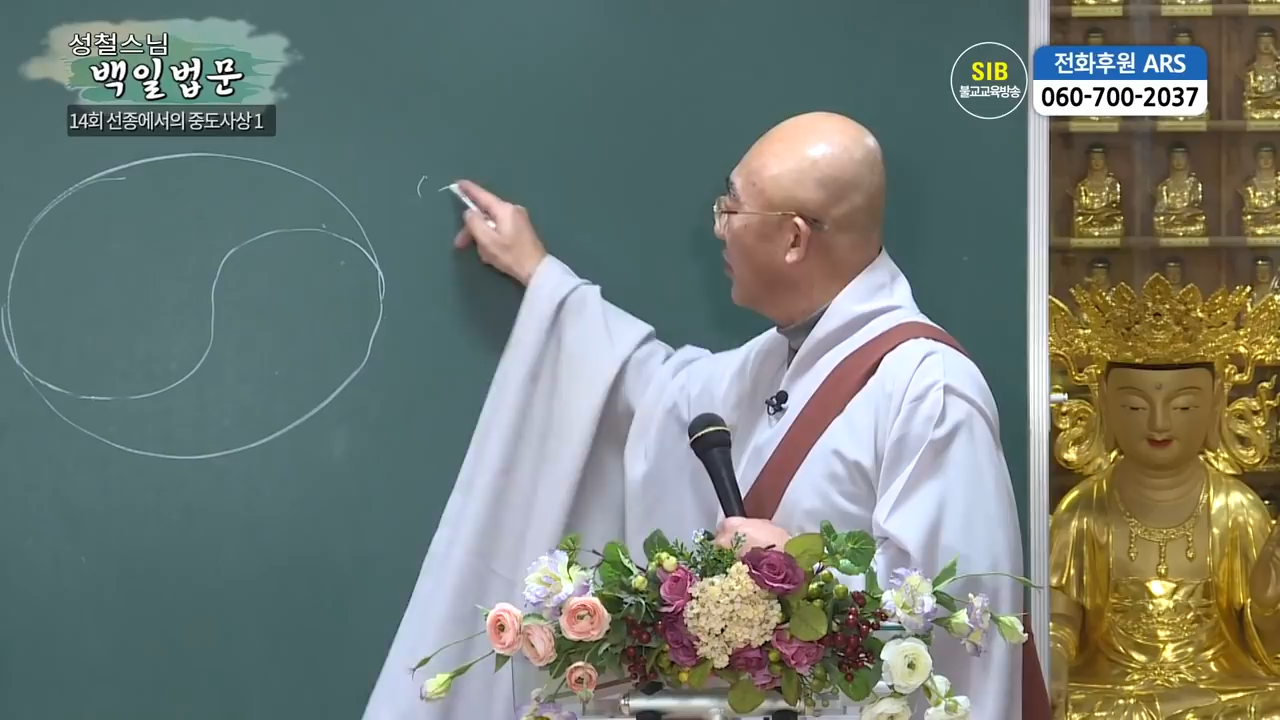 성철스님
백일법문
14회 선종에서의 중도사상 1
SIB
불교교육방송
전화후원 ARS
060-700-2037